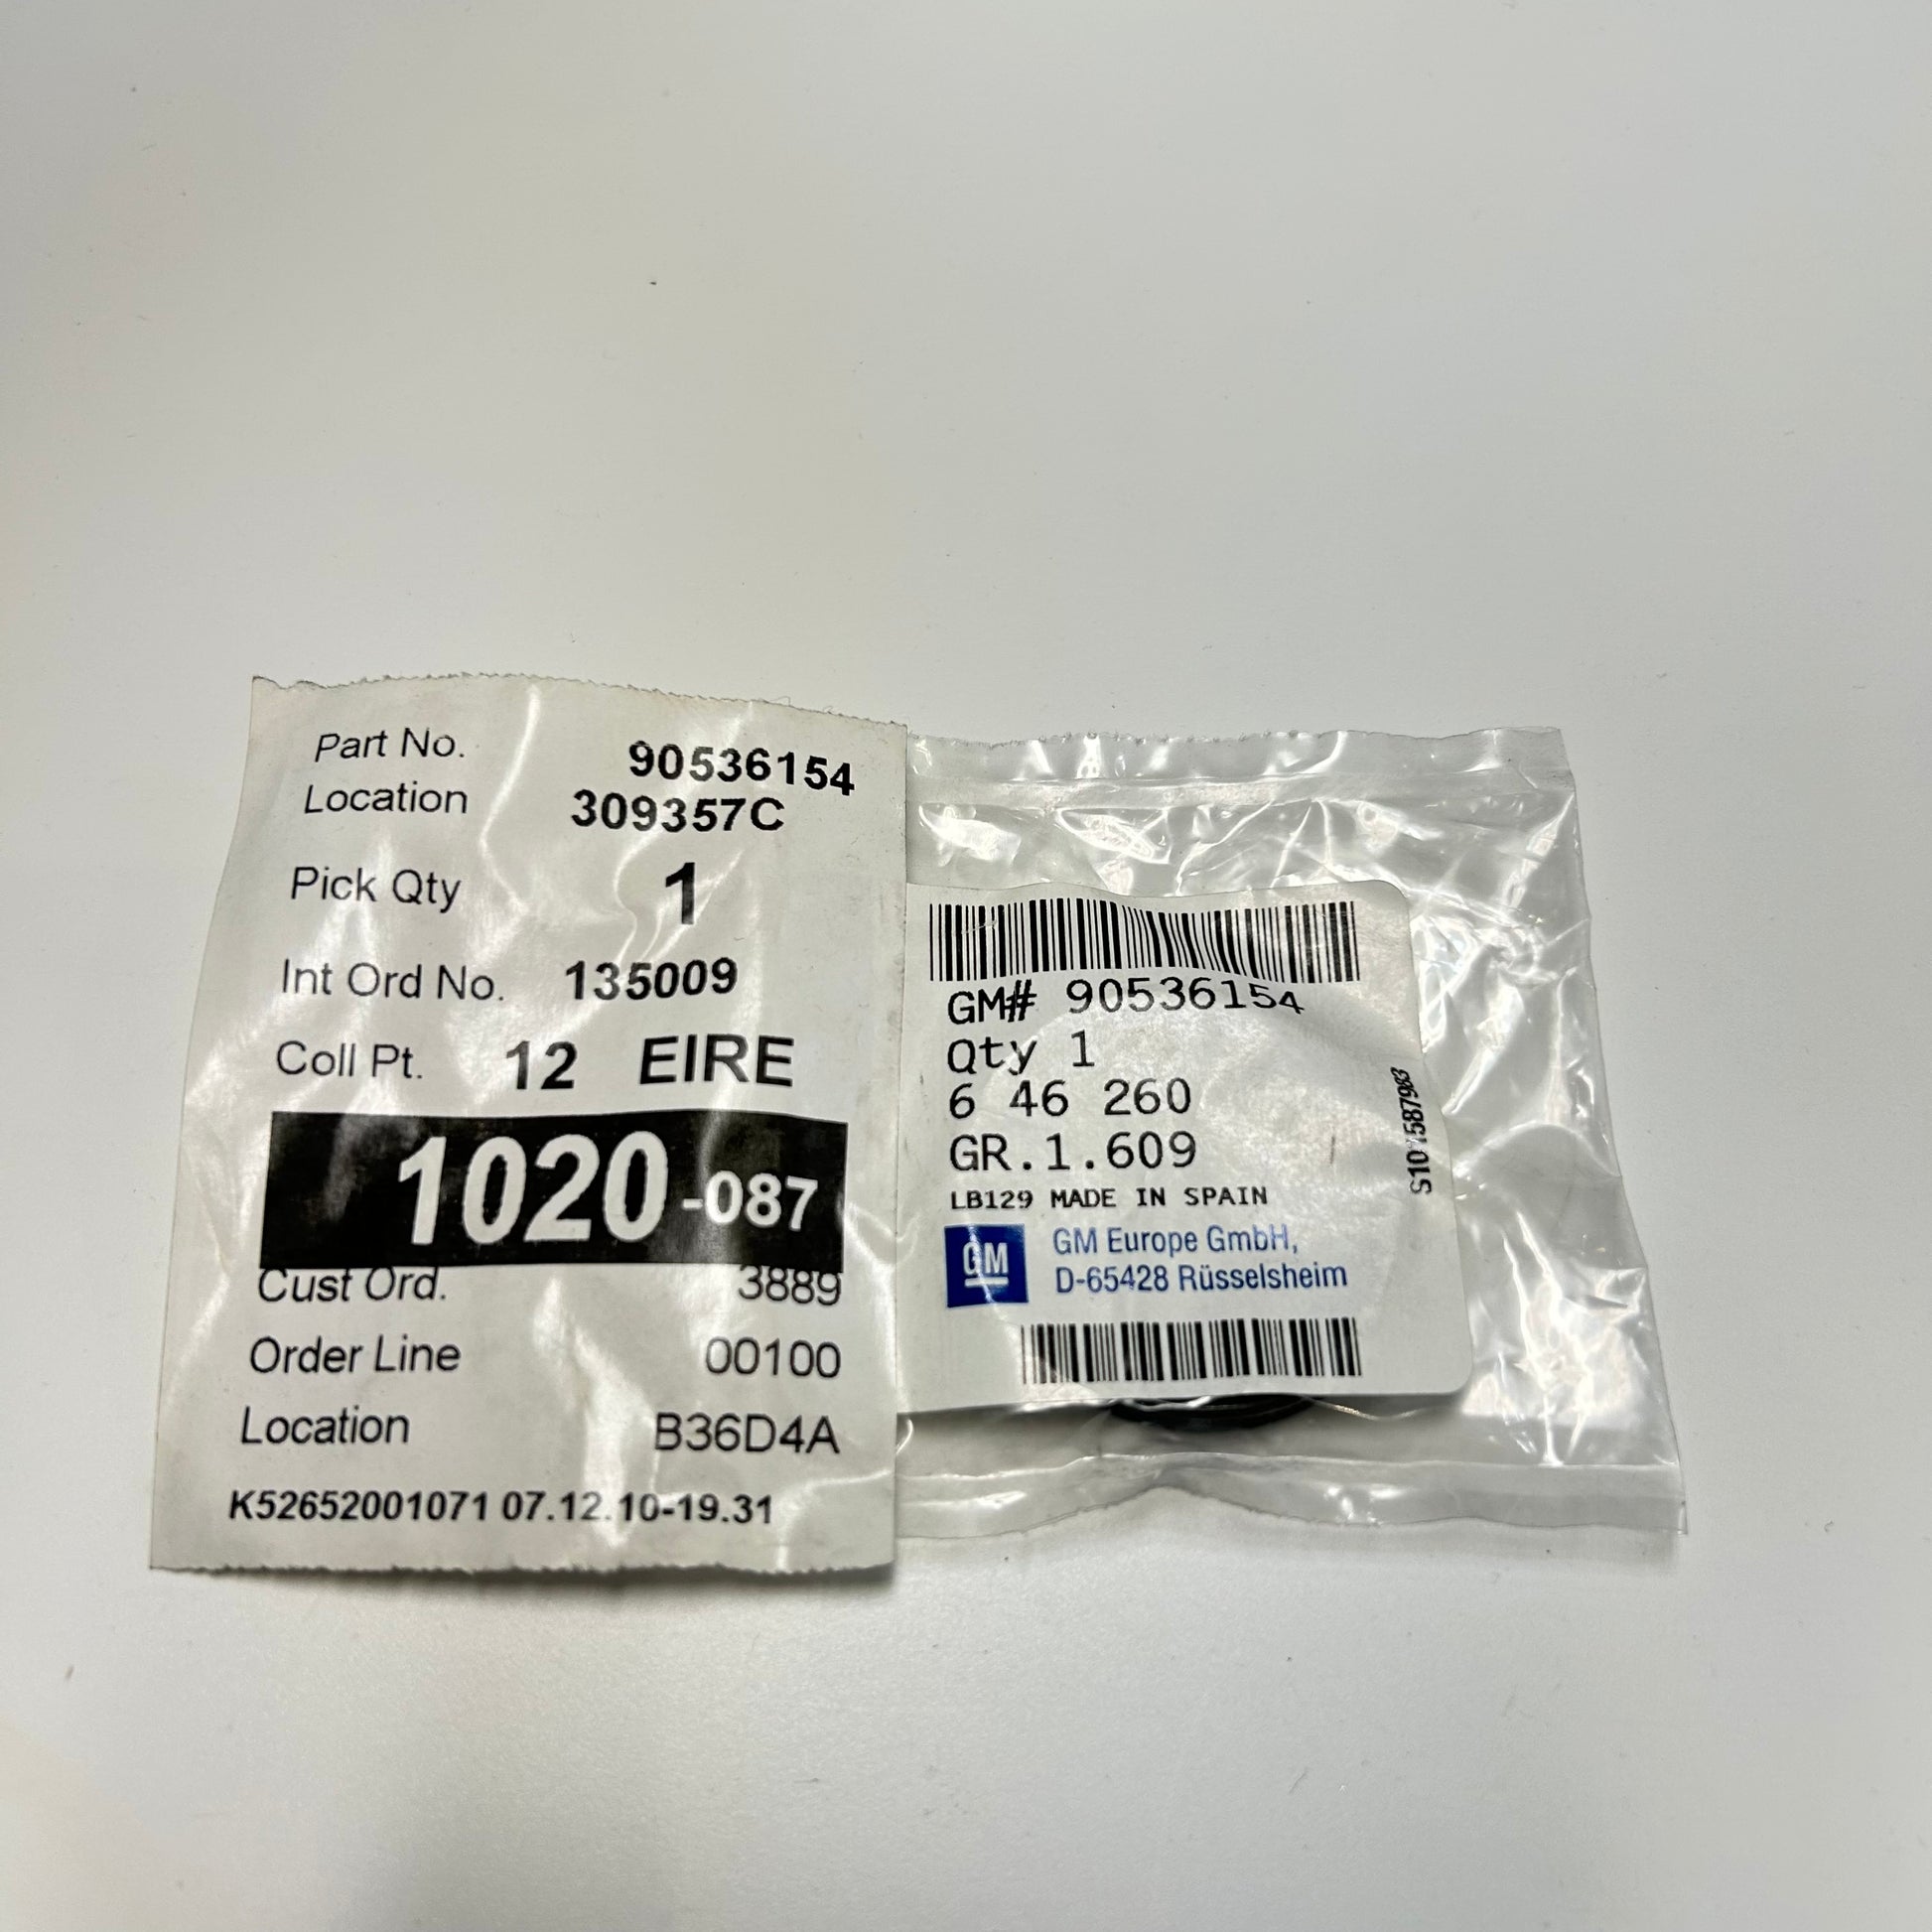 Part No. 90536154
Location 309357C
Pick Qty 1
Int Ord No. 135009
Coll Pt. 12 EIRE
1020-087
Cust Ord. 3889
Order Line 00100
Location B36D4A
K52652001071 07.12.10-19.31
GM# 90536154
Qty 1
6 46 260
GR.1.609
LB129 MADE IN SPAIN
GM
GM Europe GmbH,
D-65428 Rüsselsheim